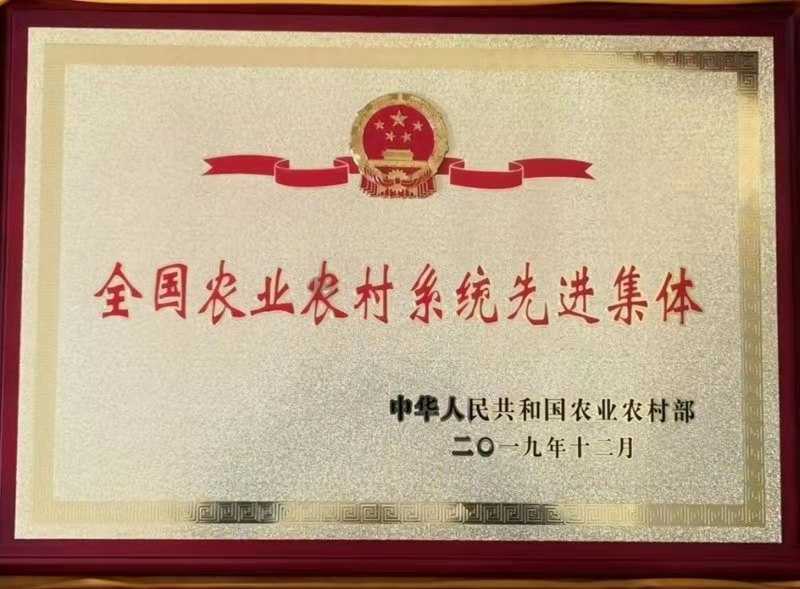 全国农业农村系统先进集体
中华人民共和国农业农村部
二〇一九年十二月